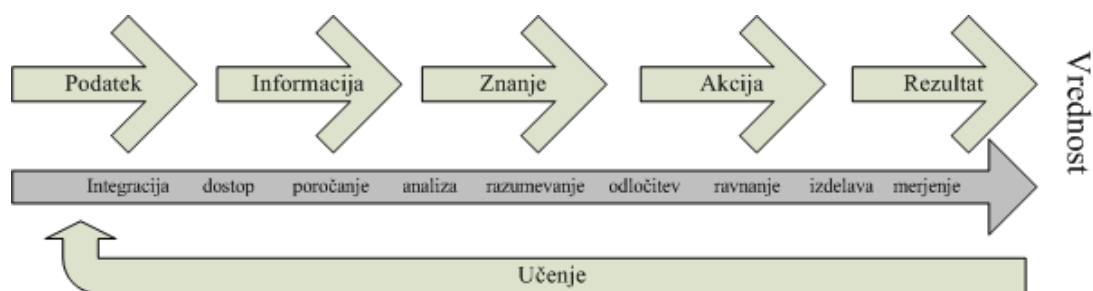 Podatek Informacija Znanje Akcija Rezultat
Vrednost
Integracija dostop poročanje analiza razumevanje odločitev ravnanje izdelava merjenje
Učenje